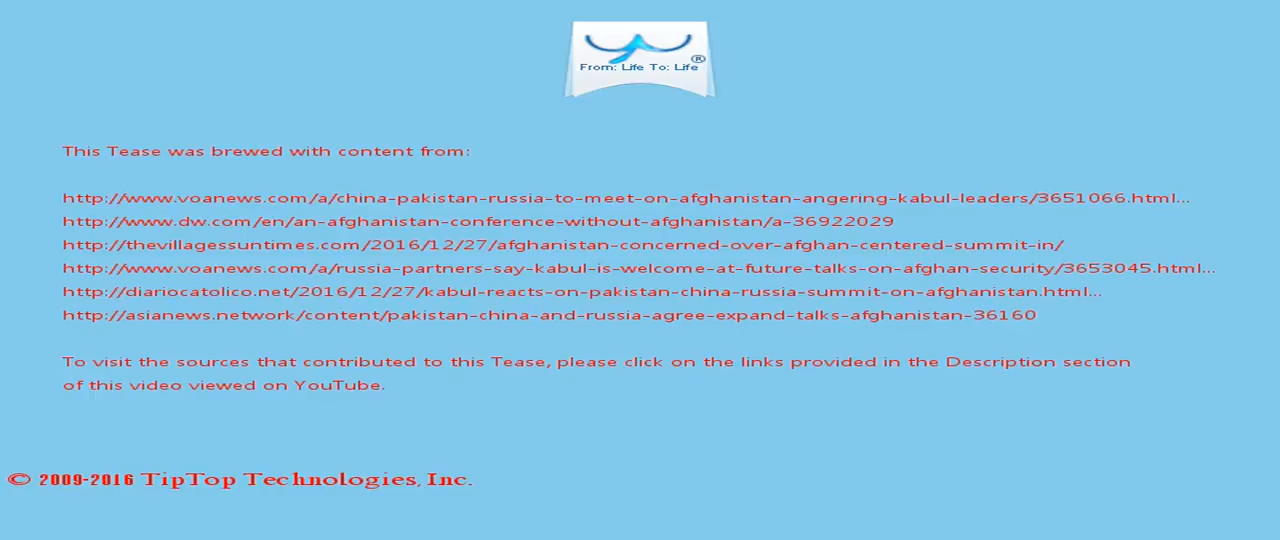 From: Life To: Life®
This Tease was brewed with content from:
http://www.voanews.com/a/china-pakistan-russia-to-meet-on-afghanistan-angering-kabul-leaders/3651066.html...
http://www.dw.com/en/an-afghanistan-conference-without-afghanistan/a-36922029
http://thevillagessuntimes.com/2016/12/27/afghanistan-concerned-over-afghan-centered-summit-in/
http://www.voanews.com/a/russia-partners-say-kabul-is-welcome-at-future-talks-on-afghan-security/3653045.html...
http://diariocatolico.net/2016/12/27/kabul-reacts-on-pakistan-china-russia-summit-on-afghanistan.html...
http://asianews.network/content/pakistan-china-and-russia-agree-expand-talks-afghanistan-36160
To visit the sources that contributed to this Tease, please click on the links provided in the Description section
of this video viewed on YouTube.
© 2009-2016 TipTop Technologies, Inc.